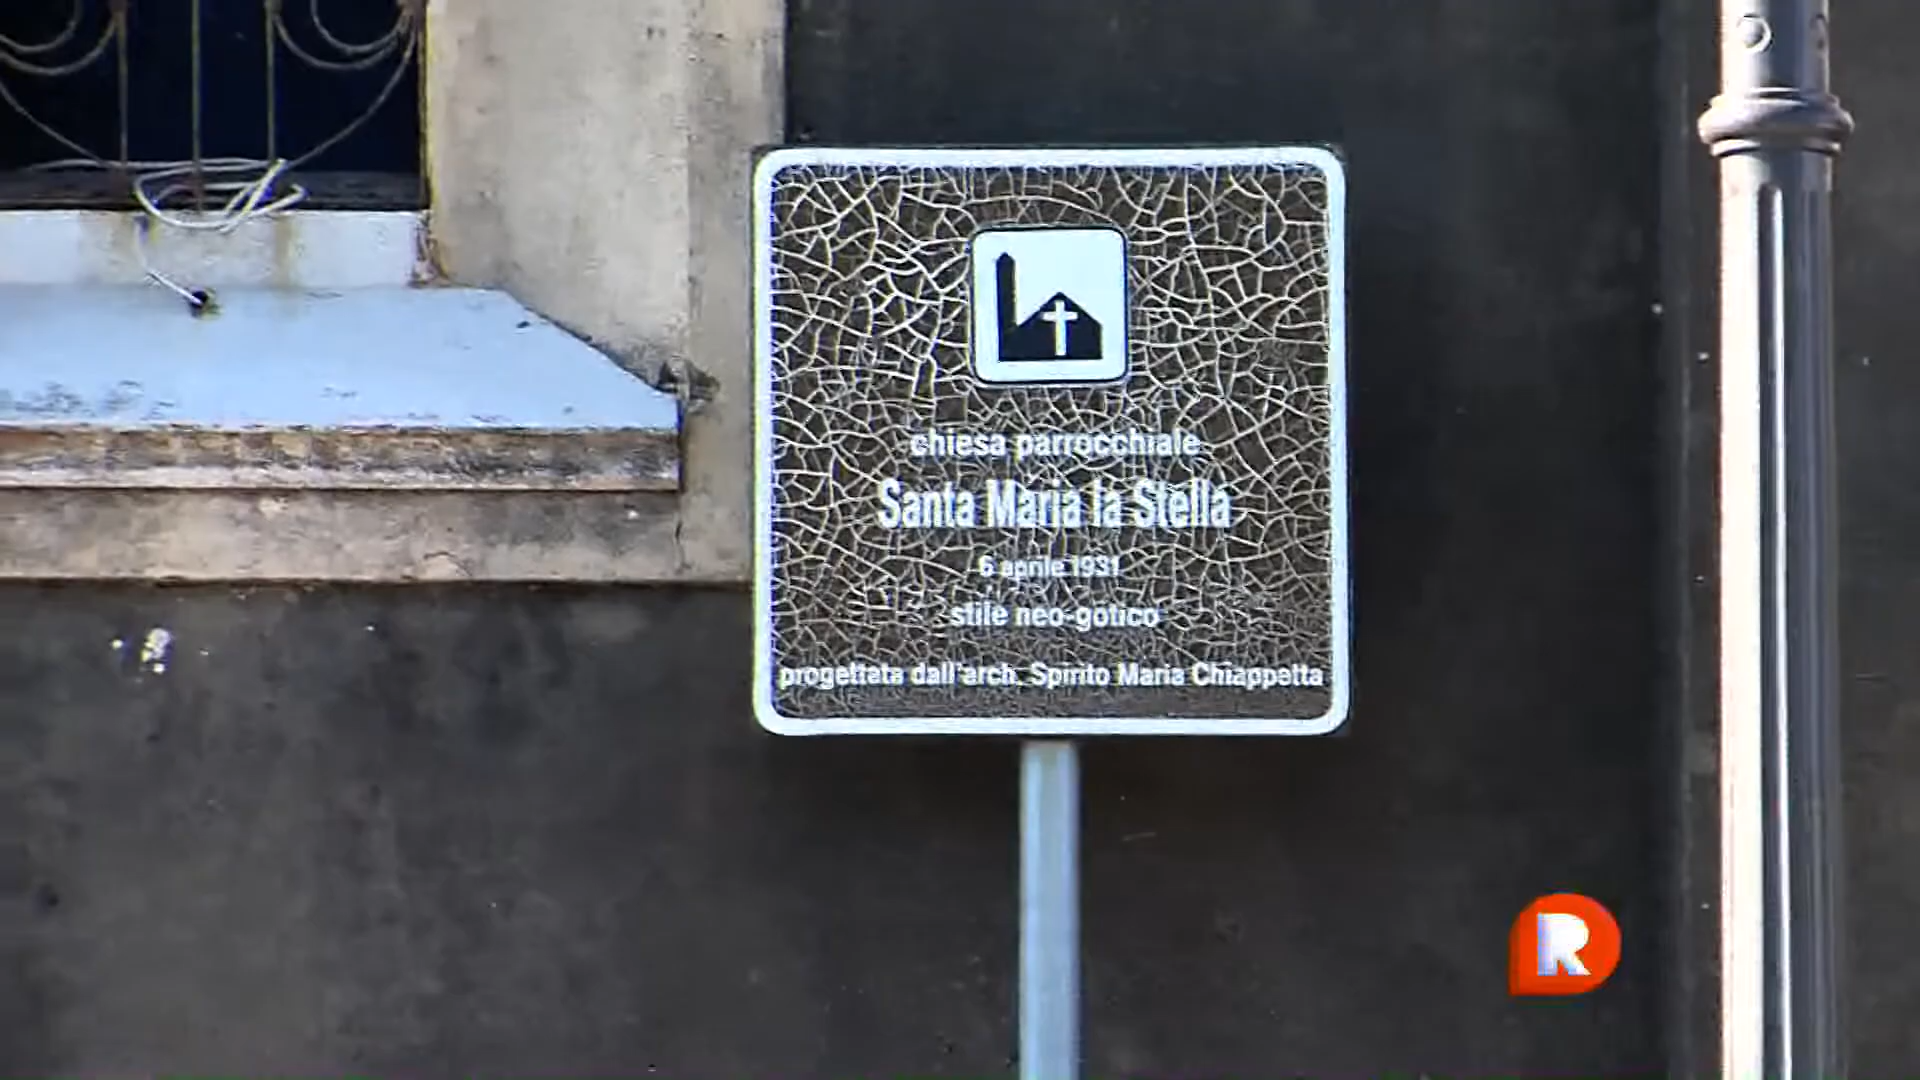 chiesa parrocchiale
Santa Maria la Stella
6 aprile 1931
stile neo-gotico
progettata dall'arch. Spirito Maria Chiappetta
R